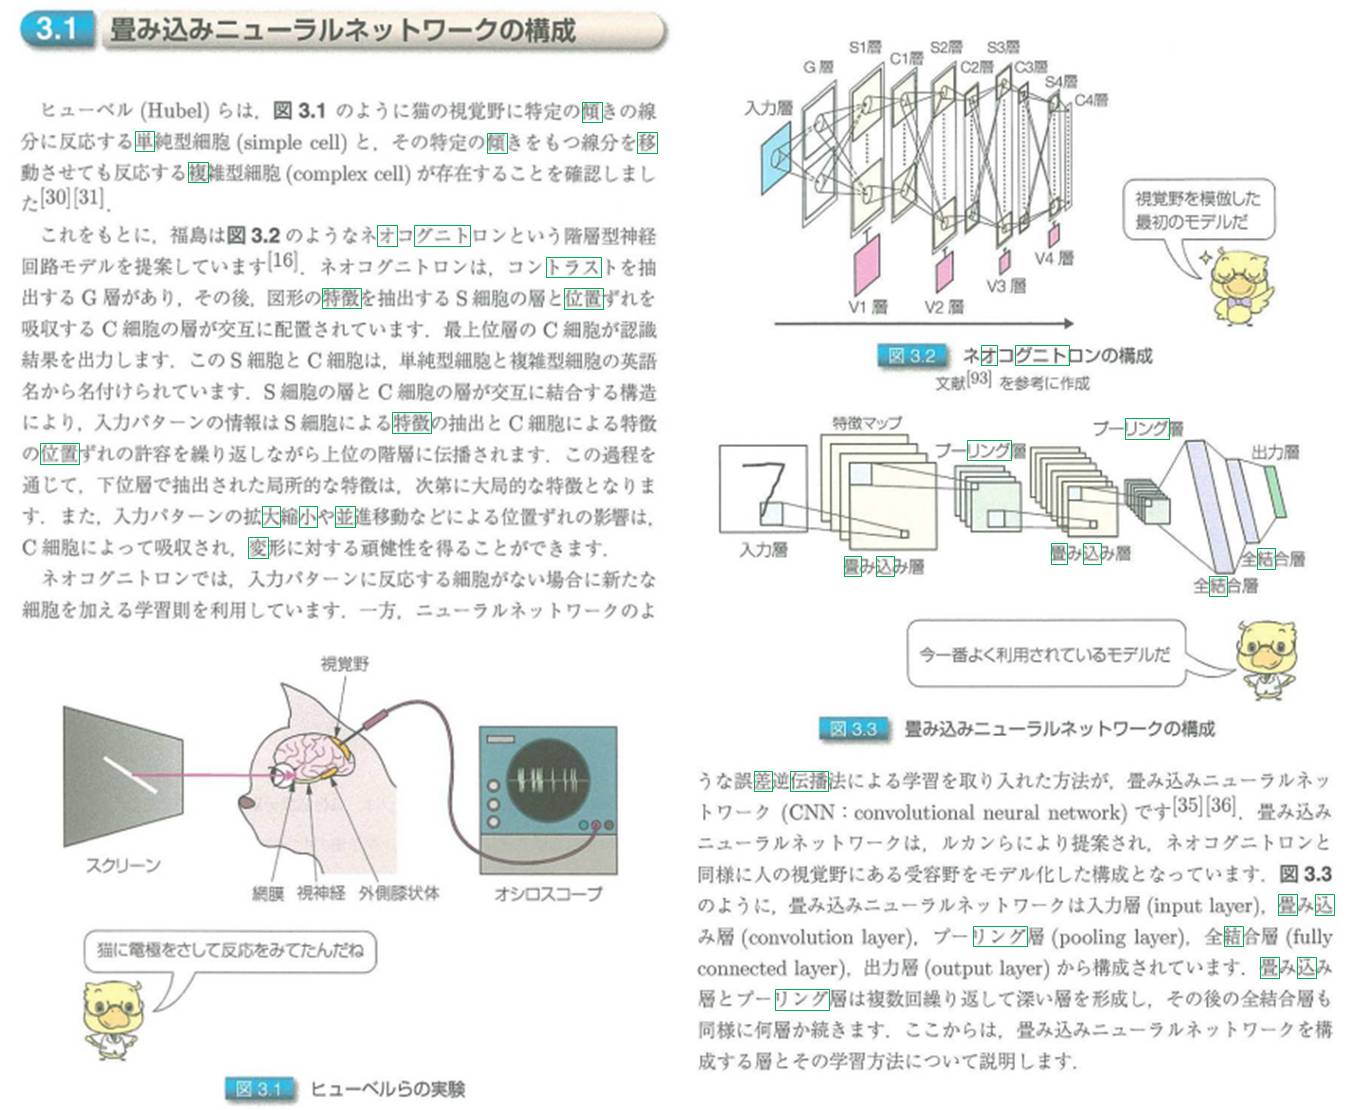 3.1 畳み込みニューラルネットワークの構成
ヒューベル (Hubel) らは，図 3.1 のように猫の視覚野に特定の傾きの線
分に反応する単純型細胞 (simple cell) と，その特定の傾きをもつ線分を移
動させても反応する複雑型細胞 (complex cell) が存在することを確認しまし
た[30][31]．
これをもとに，福島は図 3.2 のようなネオコグニトロンという階層型神経
回路モデルを提案しています[16]．ネオコグニトロンは，コントラストを抽
出する G 層があり，その後，図形の特徴を抽出する S 細胞の層と位置ずれを
吸収する C 細胞の層が交互に配置されています．最上位層の C 細胞が認識
結果を出力します．この S 細胞と C 細胞は，単純型細胞と複雑型細胞の英語
名から名付けられています．S 細胞の層と C 細胞の層が交互に結合する構造
により，入力パターンの情報は S 細胞による特徴の抽出と C 細胞による特徴
の位置ずれの許容を繰り返しながら上位の階層に伝播されます．この過程を
通じて，下位層で抽出された局所的な特徴は，次第に大局的な特徴となりま
す．また，入力パターンの拡大縮小や並進移動などによる位置ずれの影響は，
C 細胞によって吸収され，変形に対する頑健性を得ることができます．
ネオコグニトロンでは，入力パターンに反応する細胞がない場合に新たな
細胞を加える学習則を利用しています．一方，ニューラルネットワークのよ
視覚野
スクリーン
網膜 視神経 外側膝状体
オシロスコープ
猫に電極をさして反応をみてたんだね
図 3.1 ヒューベルらの実験
入力層
G 層
S1層
C1層
S2層
C2層
S3層
C3層
S4層
C4層
V1 層
V2 層
V3 層
V4 層
視覚野を模倣した
最初のモデルだ
図 3.2 ネオコグニトロンの構成
文献[93] を参考に作成
特徴マップ
プーリング層
プーリング層
出力層
入力層
畳み込み層
畳み込み層
全結合層
全結合層
今一番よく利用されているモデルだ
図 3.3 畳み込みニューラルネットワークの構成
うな誤差逆伝播法による学習を取り入れた方法が，畳み込みニューラルネッ
トワーク (CNN：convolutional neural network) です[35][36]．畳み込み
ニューラルネットワークは，ルカンらにより提案され，ネオコグニトロンと
同様に人の視覚野にある受容野をモデル化した構成となっています．図 3.3
のように，畳み込みニューラルネットワークは入力層 (input layer)，畳み込
み層 (convolution layer)，プーリング層 (pooling layer)，全結合層 (fully
connected layer)，出力層 (output layer) から構成されています．畳み込み
層とプーリング層は複数回繰り返して深い層を形成し，その後の全結合層も
同様に何層か続きます．ここからは，畳み込みニューラルネットワークを構
成する層とその学習方法について説明します．